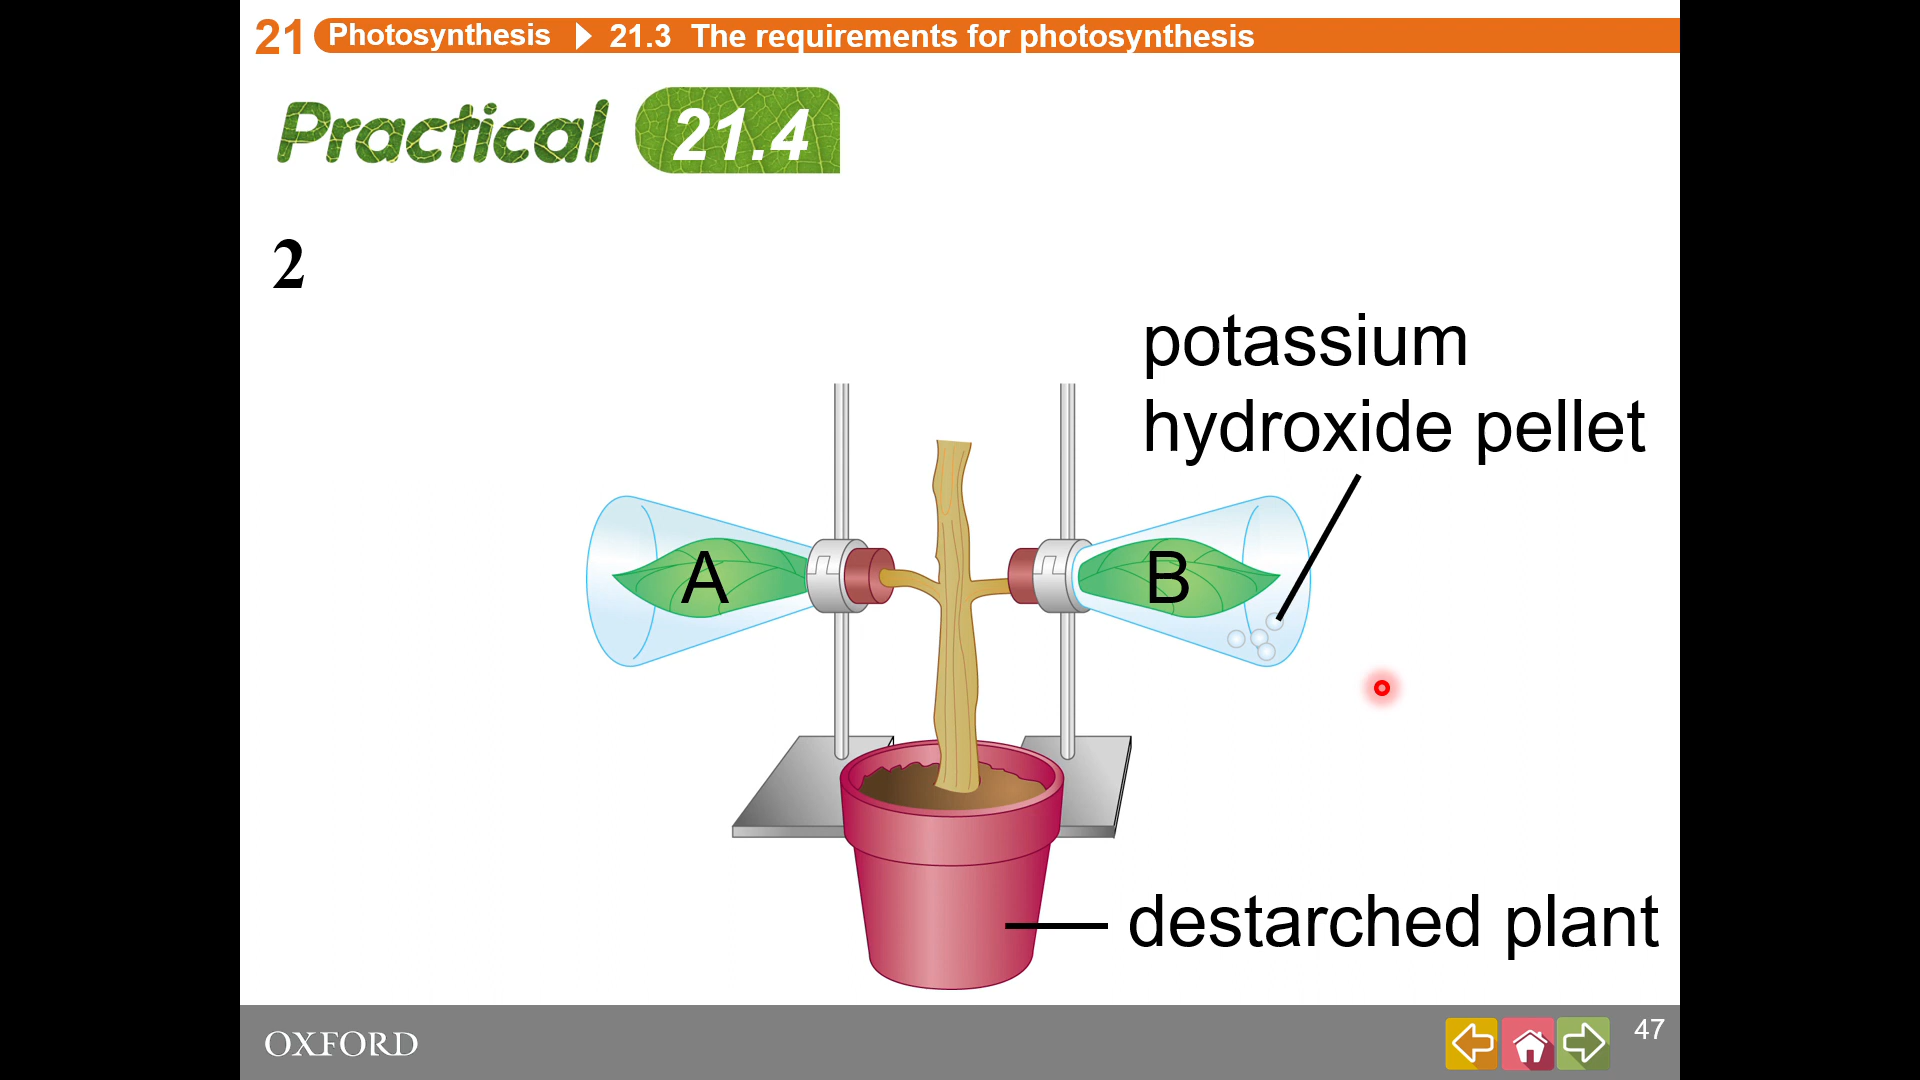 21 Photosynthesis 21.3 The requirements for photosynthesis
Practical 21.4
2
potassium
hydroxide pellet
A B
destarched plant
OXFORD 47